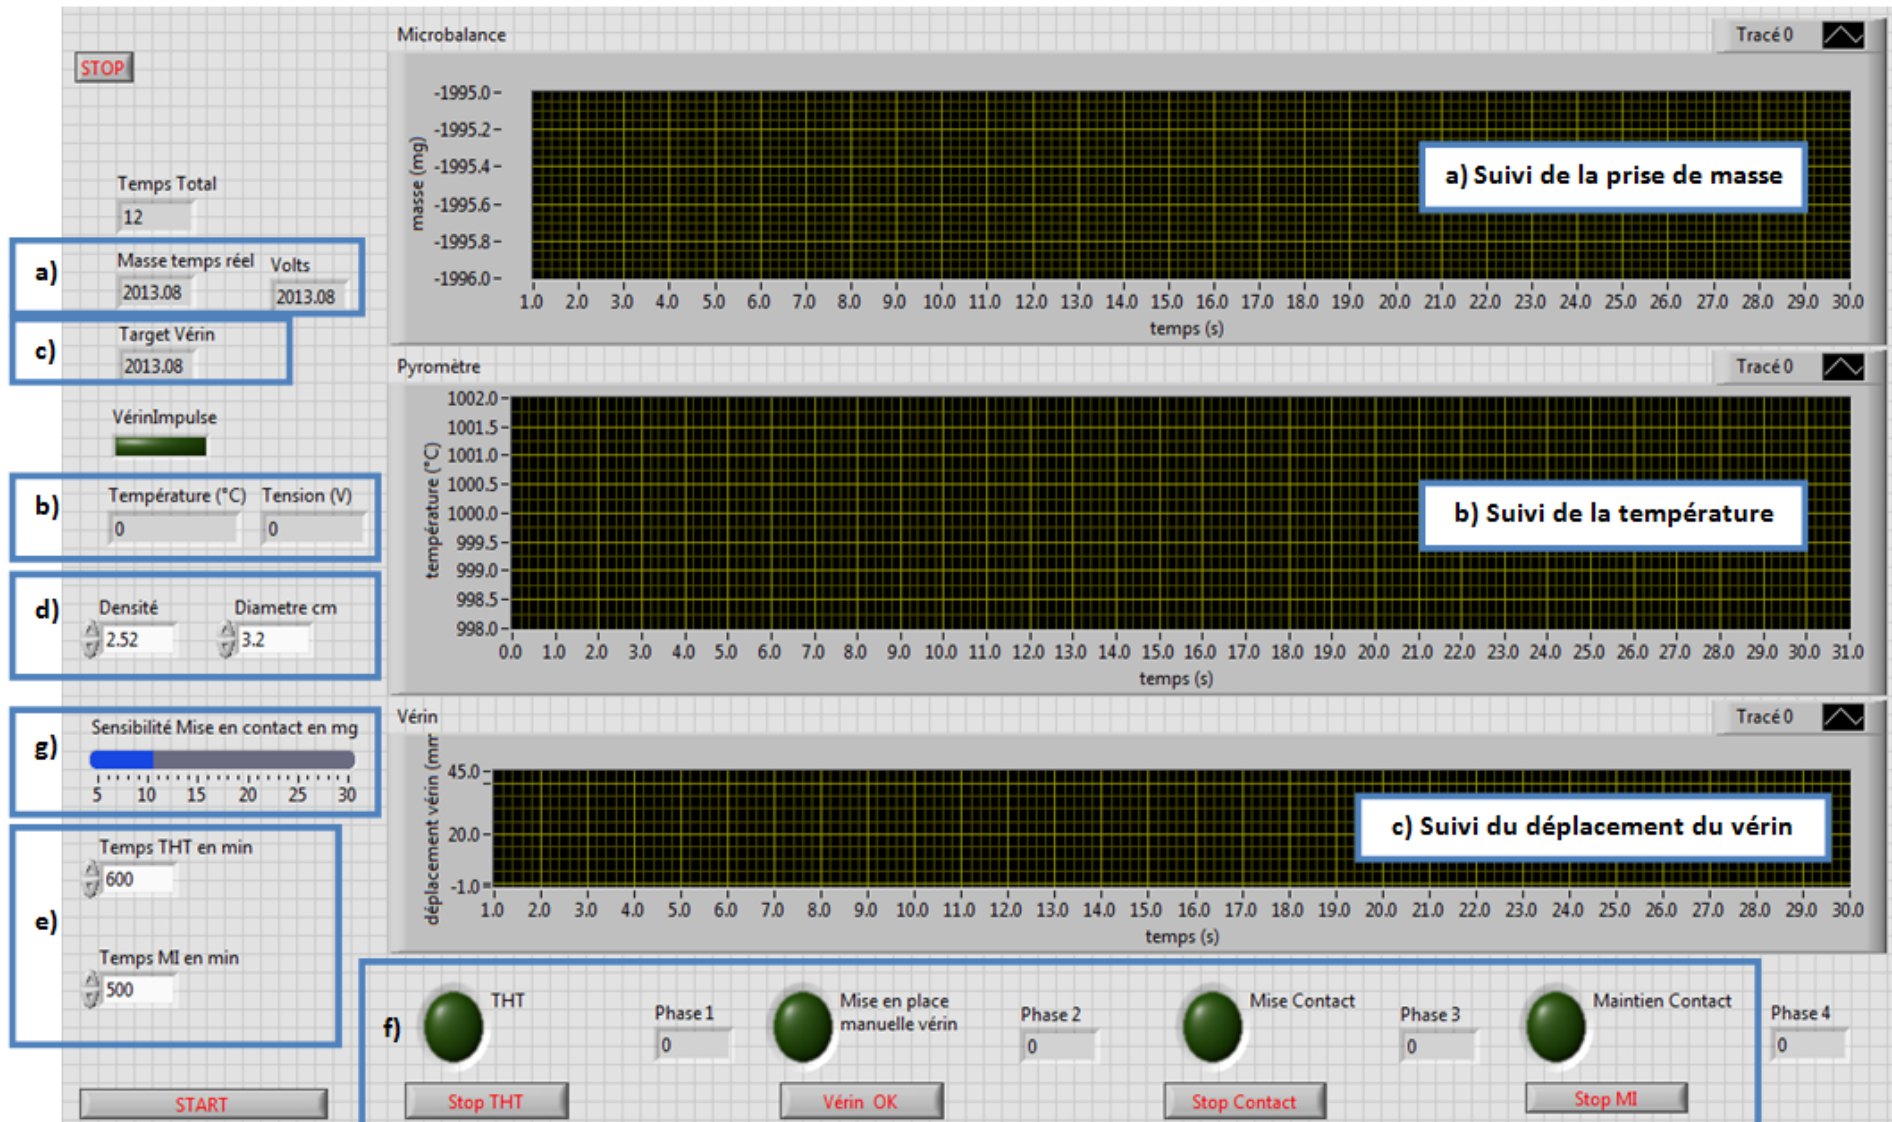 STOP
Temps Total
12
a)
Masse temps réel
Volts
2013.08
2013.08
c)
Target Vérin
2013.08
VérinImpulse
b)
Température (°C)
Tension (V)
0
0
d)
Densité
Diametre cm
2.52
3.2
g)
Sensibilité Mise en contact en mg
5 10 15 20 25 30
e)
Temps THT en min
600
Temps MI en min
500
START
Microbalance
Tracé 0
masse (mg)
-1995.0
-1995.2
-1995.4
-1995.6
-1995.8
-1996.0
a) Suivi de la prise de masse
1.0 2.0 3.0 4.0 5.0 6.0 7.0 8.0 9.0 10.0 11.0 12.0 13.0 14.0 15.0 16.0 17.0 18.0 19.0 20.0 21.0 22.0 23.0 24.0 25.0 26.0 27.0 28.0 29.0 30.0
temps (s)
Pyromètre
Tracé 0
température (°C)
1002.0
1001.5
1001.0
1000.5
1000.0
999.5
999.0
998.5
998.0
b) Suivi de la température
0.0 1.0 2.0 3.0 4.0 5.0 6.0 7.0 8.0 9.0 10.0 11.0 12.0 13.0 14.0 15.0 16.0 17.0 18.0 19.0 20.0 21.0 22.0 23.0 24.0 25.0 26.0 27.0 28.0 29.0 30.0 31.0
temps (s)
Vérin
Tracé 0
déplacement vérin (mm
45.0
20.0
-1.0
c) Suivi du déplacement du vérin
1.0 2.0 3.0 4.0 5.0 6.0 7.0 8.0 9.0 10.0 11.0 12.0 13.0 14.0 15.0 16.0 17.0 18.0 19.0 20.0 21.0 22.0 23.0 24.0 25.0 26.0 27.0 28.0 29.0 30.0
temps (s)
f)
THT
Stop THT
Phase 1
0
Mise en place
manuelle vérin
Vérin OK
Phase 2
0
Mise Contact
Stop Contact
Phase 3
0
Maintien Contact
Stop MI
Phase 4
0